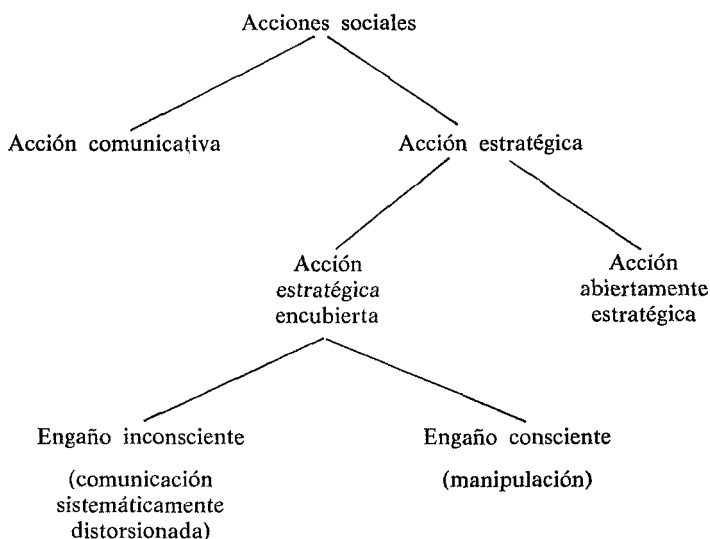 Acciones sociales
Acción comunicativa
Acción estratégica
Acción
estratégica
encubierta
Acción
abiertamente
estratégica
Engaño inconsciente
(comunicación
sistemáticamente
distorsionada)
Engaño consciente
(manipulación)